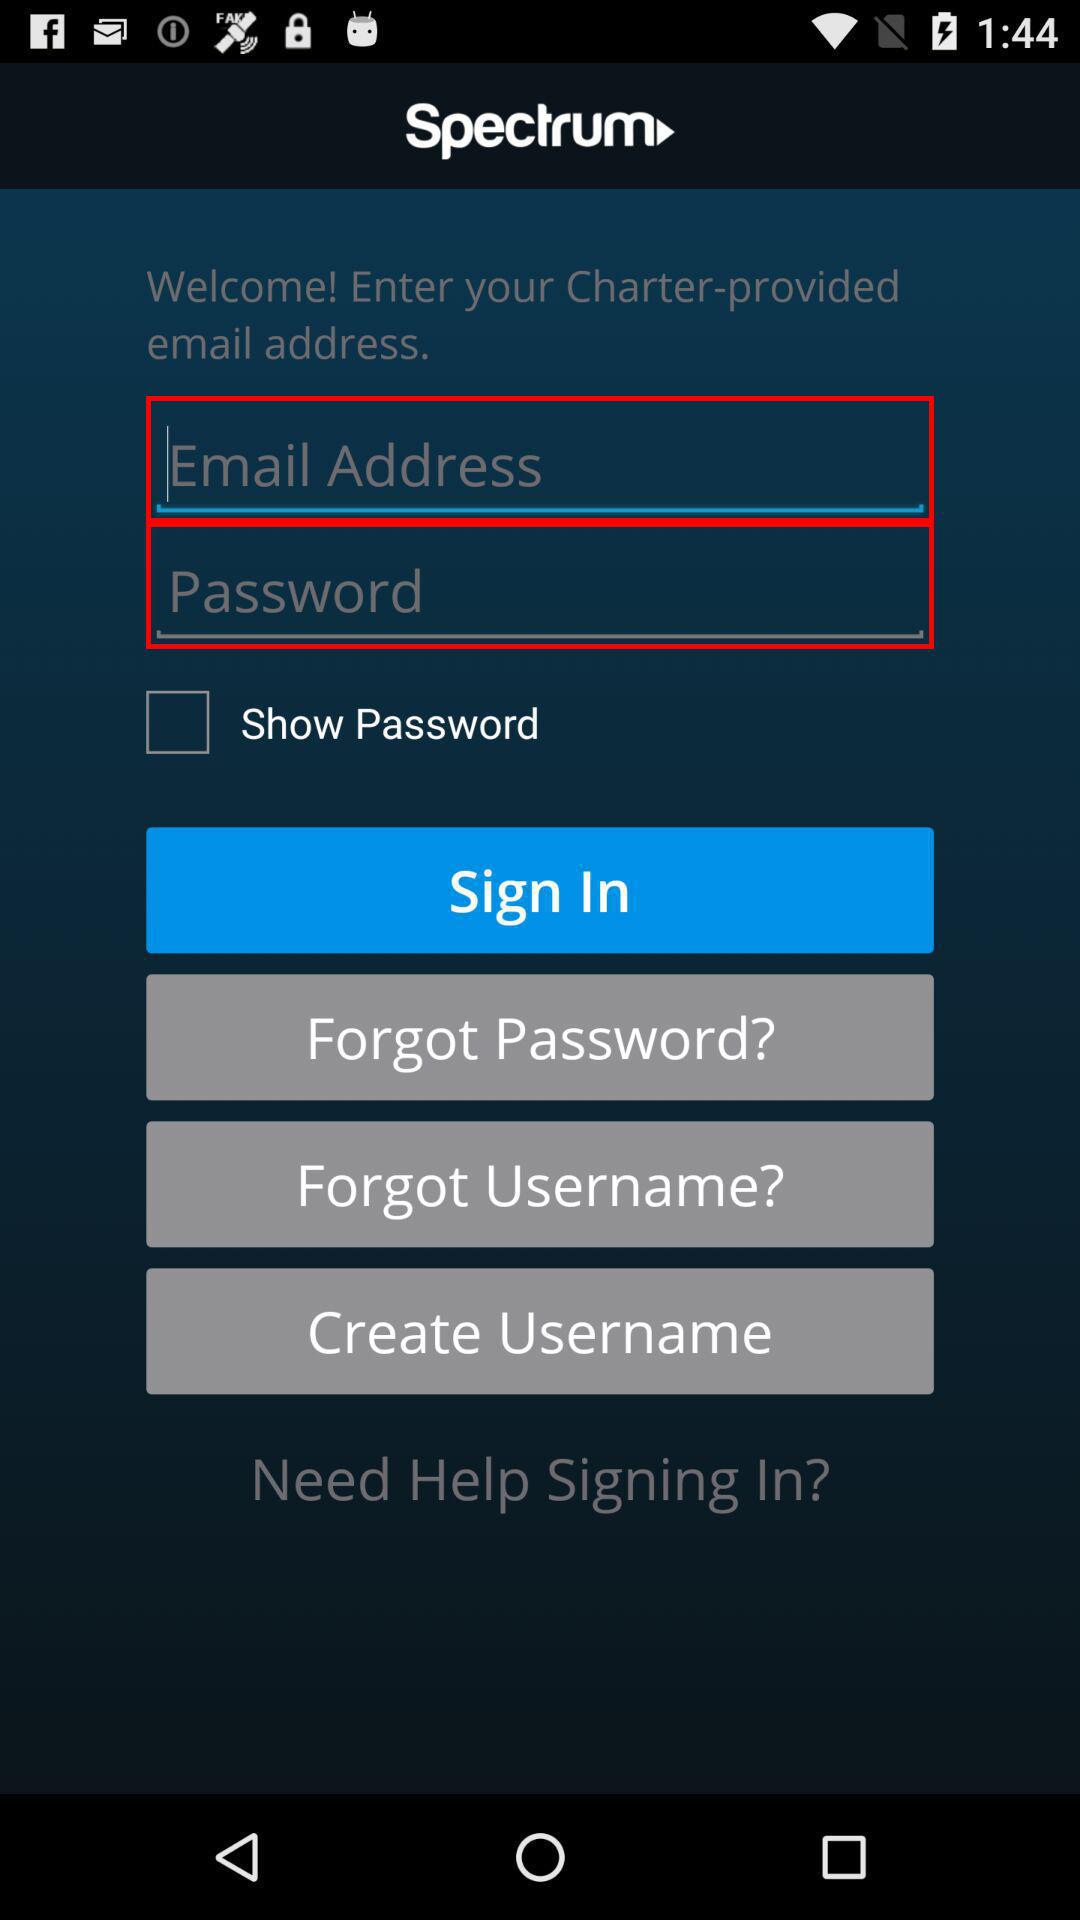 FAKE
1:44
Spectrum
Welcome! Enter your Charter-provided
email address.
Email Address
Password
Show Password
Sign In
Forgot Password?
Forgot Username?
Create Username
Need Help Signing In?